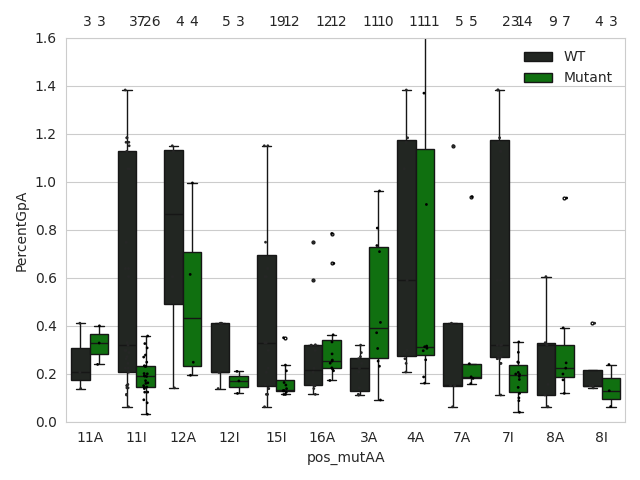 3 3 37 26 4 4 5 3 19 12 12 12 11 10 11 11 5 5 23 14 9 7 4 3
1.6
WT
Mutant
1.4
1.2
1.0
0.8
0.6
0.4
0.2
0.0
PercentGpA
11A 11I 12A 12I 15I 16A 3A 4A 7A 7I 8A 8I
pos_mutAA